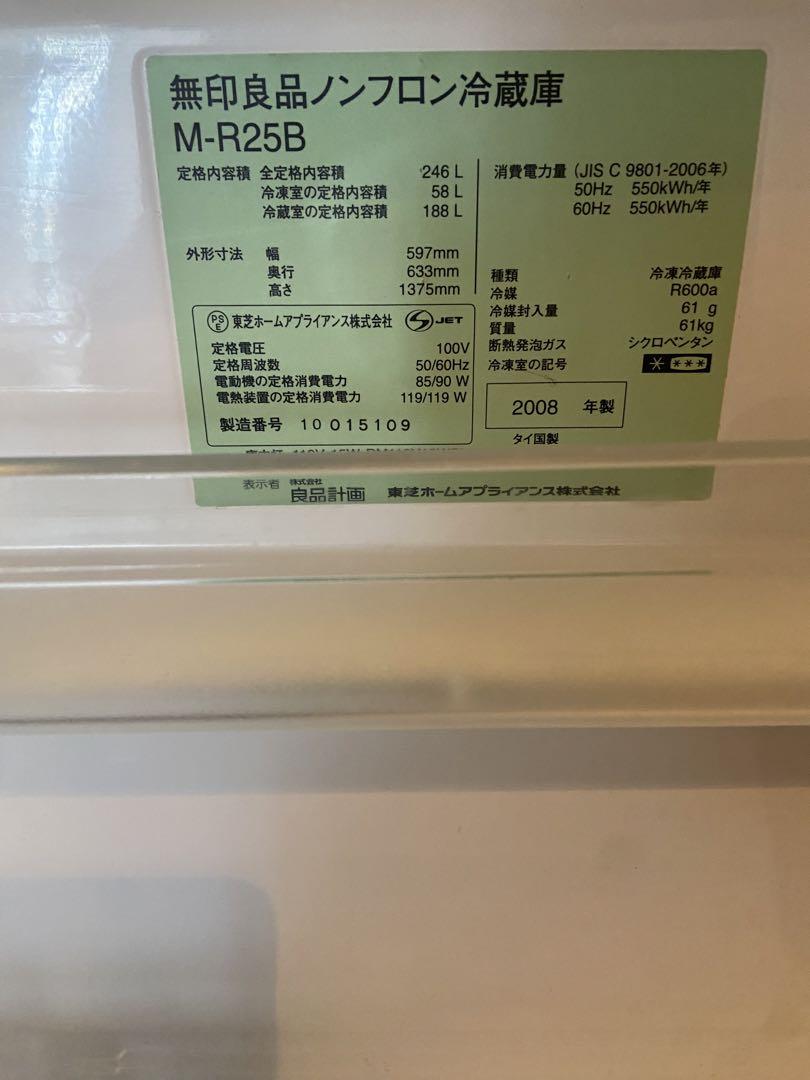 無印良品ノンフロン冷蔵庫
M-R25B
定格内容積 全定格内容積 246 L
冷凍室の定格内容積 58 L
冷蔵室の定格内容積 188 L
外形寸法 幅 597mm
奥行 633mm
高さ 1375mm
消費電力量 (JIS C 9801-2006年)
50Hz 550kWh/年
60Hz 550kWh/年
種類 冷凍冷蔵庫
冷媒 R600a
冷媒封入量 61 g
質量 61kg
断熱発泡ガス シクロペンタン
冷凍室の記号 * ***
PSE 東芝ホームアプライアンス株式会社 S JET
定格電圧 100V
定格周波数 50/60Hz
電動機の定格消費電力 85/90 W
電熱装置の定格消費電力 119/119 W
製造番号 10 015109
2008 年製
タイ国製
表示者 株式会社 良品計画 東芝ホームアプライアンス株式会社